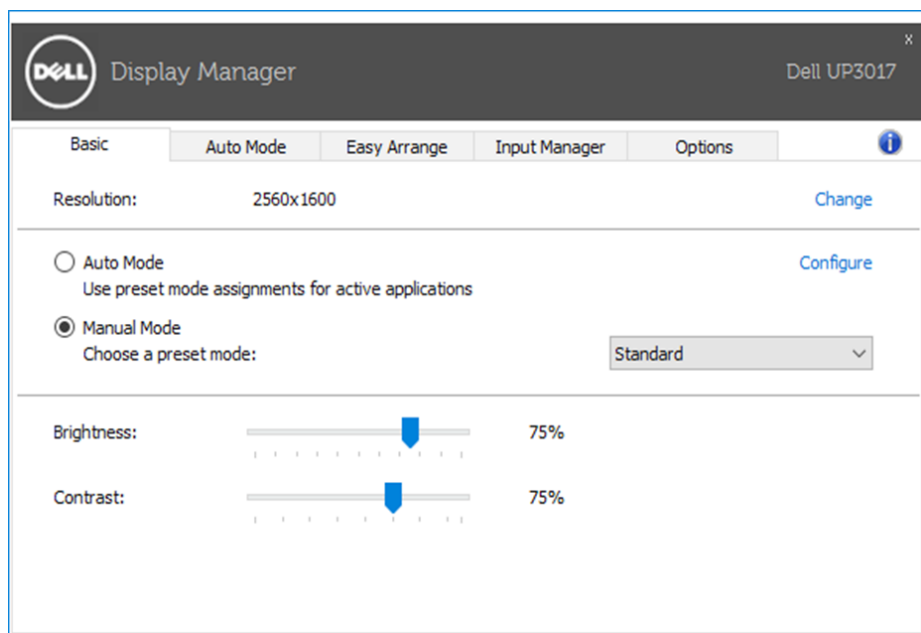 x
DELL Display Manager Dell UP3017
Basic Auto Mode Easy Arrange Input Manager Options i
Resolution: 2560x1600 Change
Auto Mode Configure
Use preset mode assignments for active applications
Manual Mode
Choose a preset mode: Standard
Brightness: 75%
Contrast: 75%